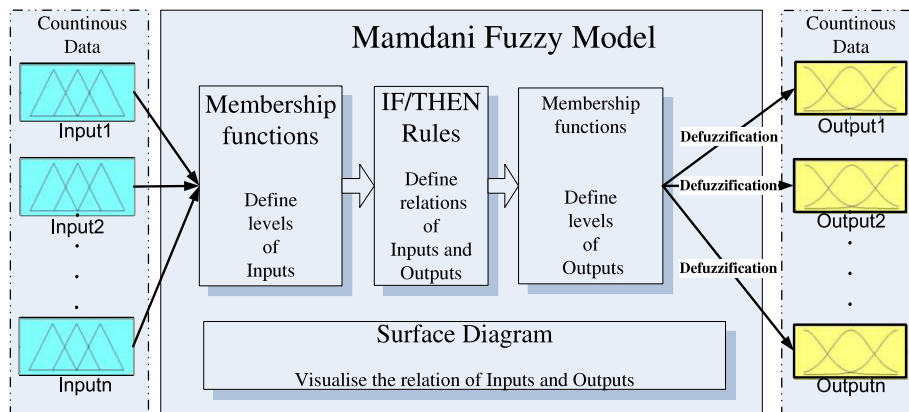 Countinous
Data
Input1
Input2
Inputn
Mamdani Fuzzy Model
Membership
functions
Define
levels
of
Inputs
IF/THEN
Rules
Define
relations
of
Inputs and
Outputs
Membership
functions
Define
levels
of
Outputs
Surface Diagram
Visualise the relation of Inputs and Outputs
Defuzzification
Defuzzification
Defuzzification
Countinous
Data
Output1
Output2
Outputn